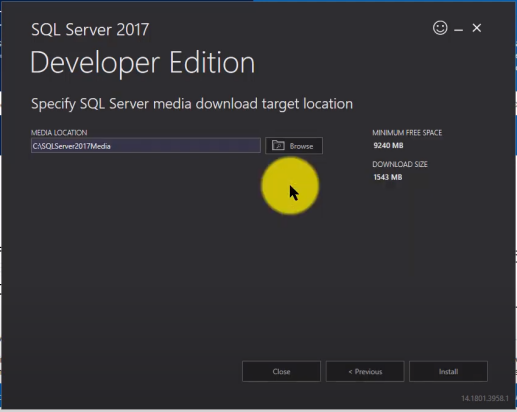 SQL Server 2017
Developer Edition
Specify SQL Server media download target location
MEDIA LOCATION
C:\SQLServer2017Media
Browse
MINIMUM FREE SPACE
9240 MB
DOWNLOAD SIZE
1543 MB
Close
< Previous
Install
14.1801.3958.1